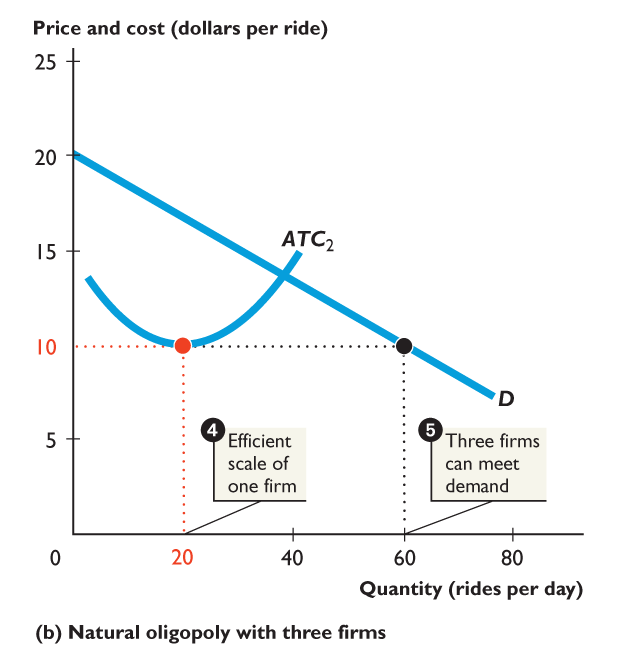 Price and cost (dollars per ride)
25
20
15
ATC2
10
D
4
Efficient
scale of
one firm
5
Three firms
can meet
demand
5
0
20
40
60
80
Quantity (rides per day)
(b) Natural oligopoly with three firms